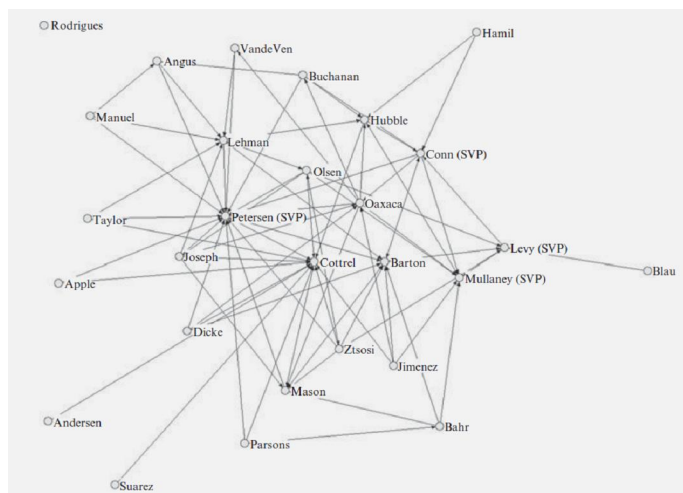 Rodrigues
Hamil
VandeVen
Angus
Buchanan
Manuel
Hubble
Lehman
Conn (SVP)
Olsen
Oaxaca
Taylor
Petersen (SVP)
Levy (SVP)
Joseph
Cottrel
Barton
Blau
Mullaney (SVP)
Apple
Dicke
Ztsosi
Jimenez
Mason
Andersen
Bahr
Parsons
Suarez